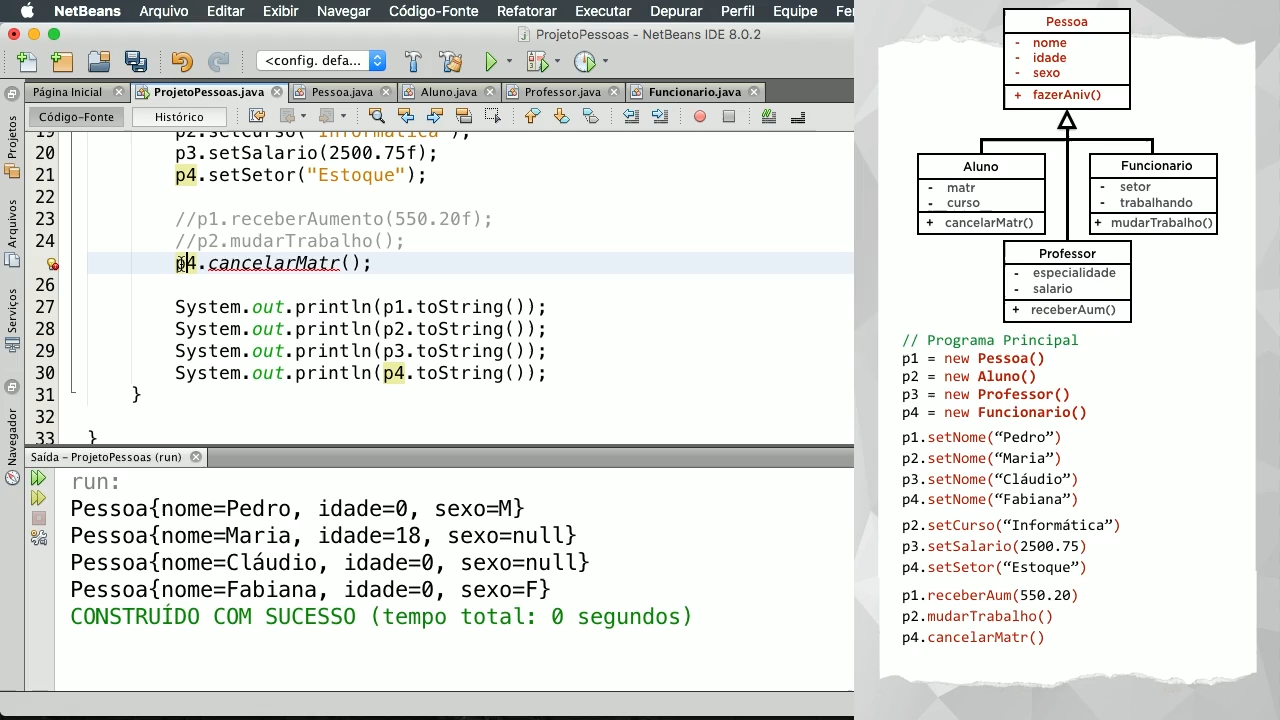 NetBeans Arquivo Editar Exibir Navegar Código-Fonte Refatorar Executar Depurar Perfil Equipe Fer
ProjetoPessoas - NetBeans IDE 8.0.2
<config. defa...
Página Inicial ProjetoPessoas.java Pessoa.java Aluno.java Professor.java Funcionario.java
Código-Fonte Histórico
Projetos
Arquivos
Serviços
Navegador
19 p2.setCurso("Informática");
20 p3.setSalario(2500.75f);
21 p4.setSetor("Estoque");
22
23 //p1.receberAumento(550.20f);
24 //p2.mudarTrabalho();
p4.cancelarMatr();
26
27 System.out.println(p1.toString());
28 System.out.println(p2.toString());
29 System.out.println(p3.toString());
30 System.out.println(p4.toString());
31 }
32
33 }
Saída – ProjetoPessoas (run)
run:
Pessoa{nome=Pedro, idade=0, sexo=M}
Pessoa{nome=Maria, idade=18, sexo=null}
Pessoa{nome=Cláudio, idade=0, sexo=null}
Pessoa{nome=Fabiana, idade=0, sexo=F}
CONSTRUÍDO COM SUCESSO (tempo total: 0 segundos)
Pessoa
- nome
- idade
- sexo
+ fazerAniv()
Aluno
- matr
- curso
+ cancelarMatr()
Funcionario
- setor
- trabalhando
+ mudarTrabalho()
Professor
- especialidade
- salario
+ receberAum()
// Programa Principal
p1 = new Pessoa()
p2 = new Aluno()
p3 = new Professor()
p4 = new Funcionario()
p1.setNome(“Pedro”)
p2.setNome(“Maria”)
p3.setNome(“Cláudio”)
p4.setNome(“Fabiana”)
p2.setCurso(“Informática”)
p3.setSalario(2500.75)
p4.setSetor(“Estoque”)
p1.receberAum(550.20)
p2.mudarTrabalho()
p4.cancelarMatr()